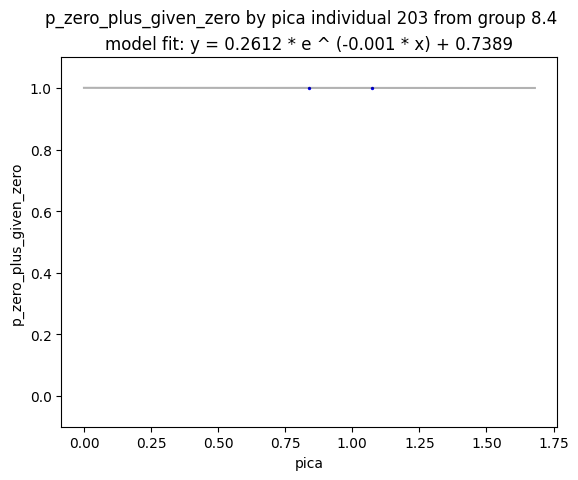 p_zero_plus_given_zero by pica individual 203 from group 8.4
model fit: y = 0.2612 * e ^ (-0.001 * x) + 0.7389
p_zero_plus_given_zero
1.0
0.8
0.6
0.4
0.2
0.0
0.00 0.25 0.50 0.75 1.00 1.25 1.50 1.75
pica